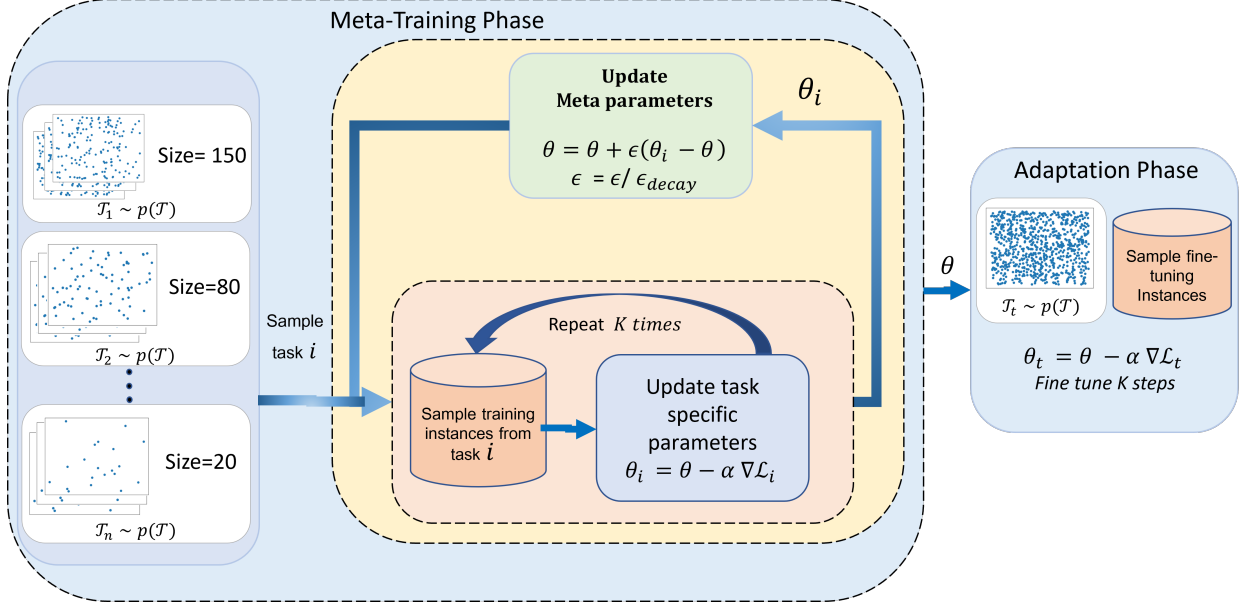 Meta-Training Phase
Size= 150
𝒯₁ ~ p(𝒯)
Size=80
𝒯₂ ~ p(𝒯)
Size=20
𝒯ₙ ~ p(𝒯)
Sample
task i
Update
Meta parameters
θ = θ + ϵ(θᵢ − θ)
ϵ = ϵ/ ϵ_decay
θᵢ
Repeat K times
Sample training
instances from
task i
Update task
specific
parameters
θᵢ = θ − α ∇ℒᵢ
θ
Adaptation Phase
𝒯ₜ ~ p(𝒯)
Sample fine-
tuning
Instances
θₜ = θ − α ∇ℒₜ
Fine tune K steps